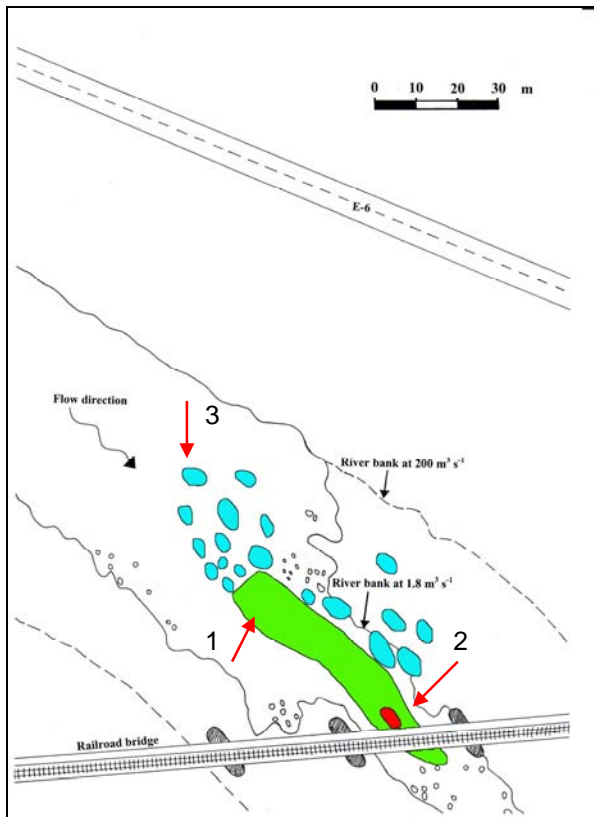 0 10 20 30 m
E-6
3
Flow direction
River bank at 200 m³ s⁻¹
River bank at 1.8 m³ s⁻¹
1
2
Railroad bridge